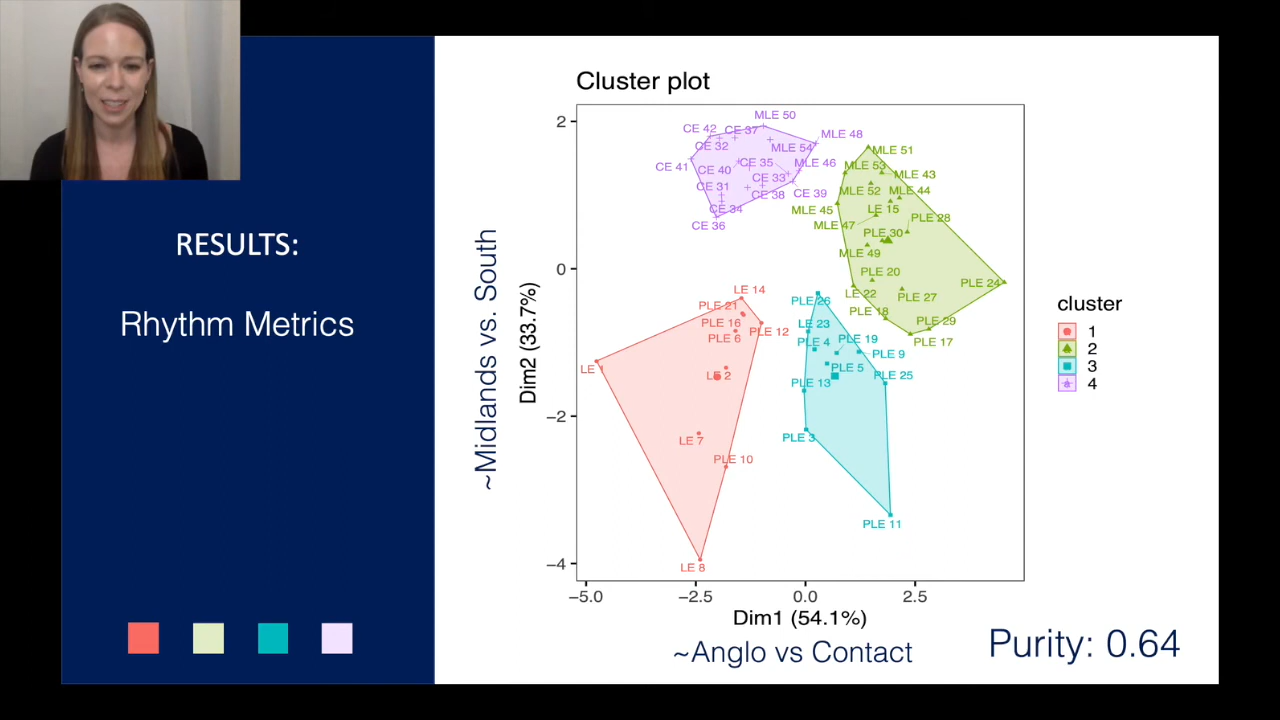 RESULTS:
Rhythm Metrics
Cluster plot
MLE 50
CE 42
CE 37
MLE 48
CE 32
MLE 54
MLE 51
CE 41
CE 40
CE 35
MLE 46
MLE 53
MLE 43
CE 31
CE 33
CE 38
CE 39
MLE 52
MLE 44
CE 34
MLE 45
LE 15
CE 36
MLE 47
PLE 28
PLE 30
MLE 49
PLE 20
PLE 24
LE 14
PLE 26
LE 22
PLE 27
PLE 21
PLE 18
PLE 16
PLE 12
LE 23
PLE 29
PLE 6
PLE 4
PLE 19
PLE 17
PLE 9
LE 1
LE 2
PLE 5
PLE 25
PLE 13
LE 7
PLE 3
PLE 10
PLE 11
LE 8
2
0
−2
−4
−5.0
−2.5
0.0
2.5
Dim1 (54.1%)
Dim2 (33.7%)
~Midlands vs. South
~Anglo vs Contact
cluster
1
2
3
a 4
Purity: 0.64